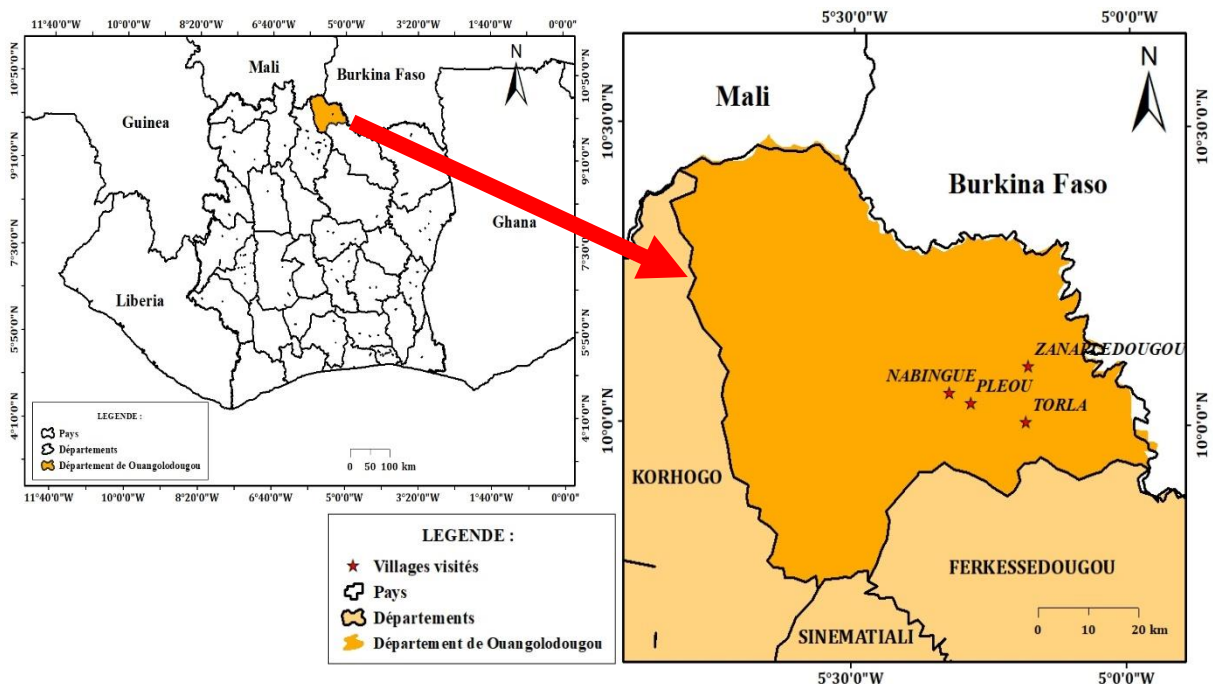 11°40'0"W 10°0'0"W 8°20'0"W 6°40'0"W 5°0'0"W 3°20'0"W 1°40'0"W 0°0'0"
10°50'0"N
9°10'0"N
7°30'0"N
5°50'0"N
4°10'0"N
Mali
Burkina Faso
N
Guinea
Ghana
Liberia
LEGENDE :
Pays
Départements
Département de Ouangolodougou
0 50 100 km
10°50'0"N
9°10'0"N
7°30'0"N
5°50'0"N
4°10'0"N
11°40'0"W 10°0'0"W 8°20'0"W 6°40'0"W 5°0'0"W 3°20'0"W 1°40'0"W 0°0'0"
LEGENDE :
Villages visités
Pays
Départements
Département de Ouangolodougou
5°30'0"W 5°0'0"W
10°30'0"N
10°0'0"N
Mali
N
Burkina Faso
ZANAPLEDOUGOU
NABINGUE
PLEOU
TORLA
KORHOGO
FERKESSEDOUGOU
SINEMATIALI
0 10 20 km
10°30'0"N
10°0'0"N
5°30'0"W 5°0'0"W